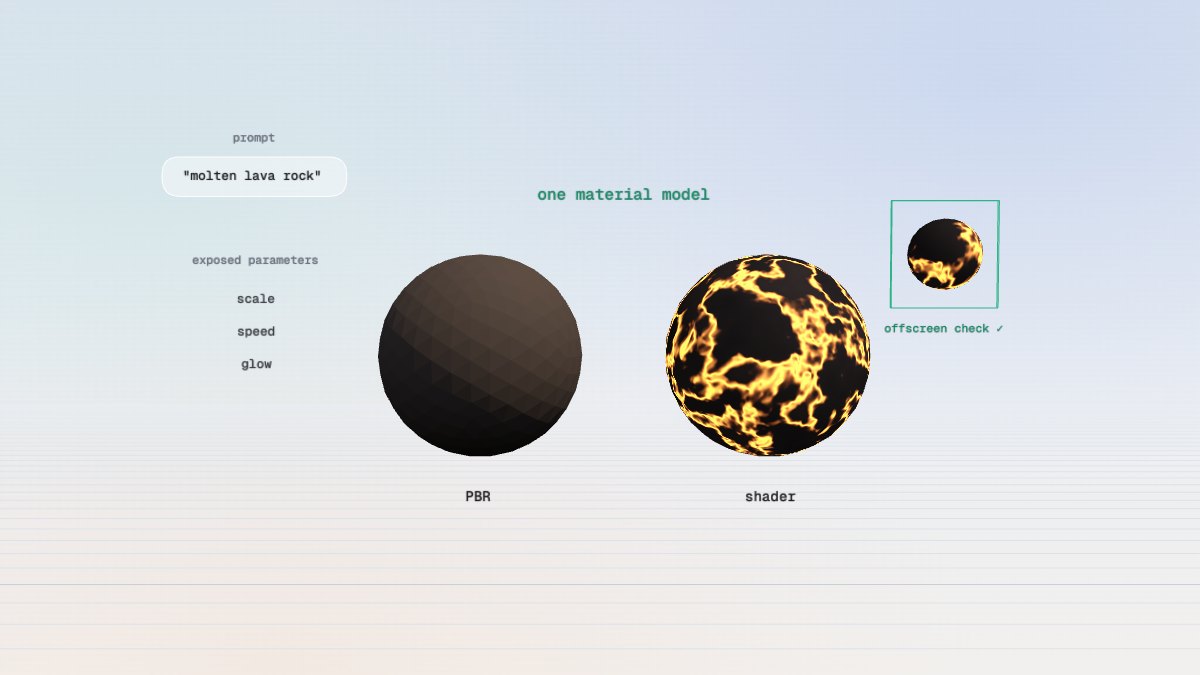 prompt
"molten lava rock"
one material model
exposed parameters
scale
speed
glow
offscreen check ✓
PBR
shader